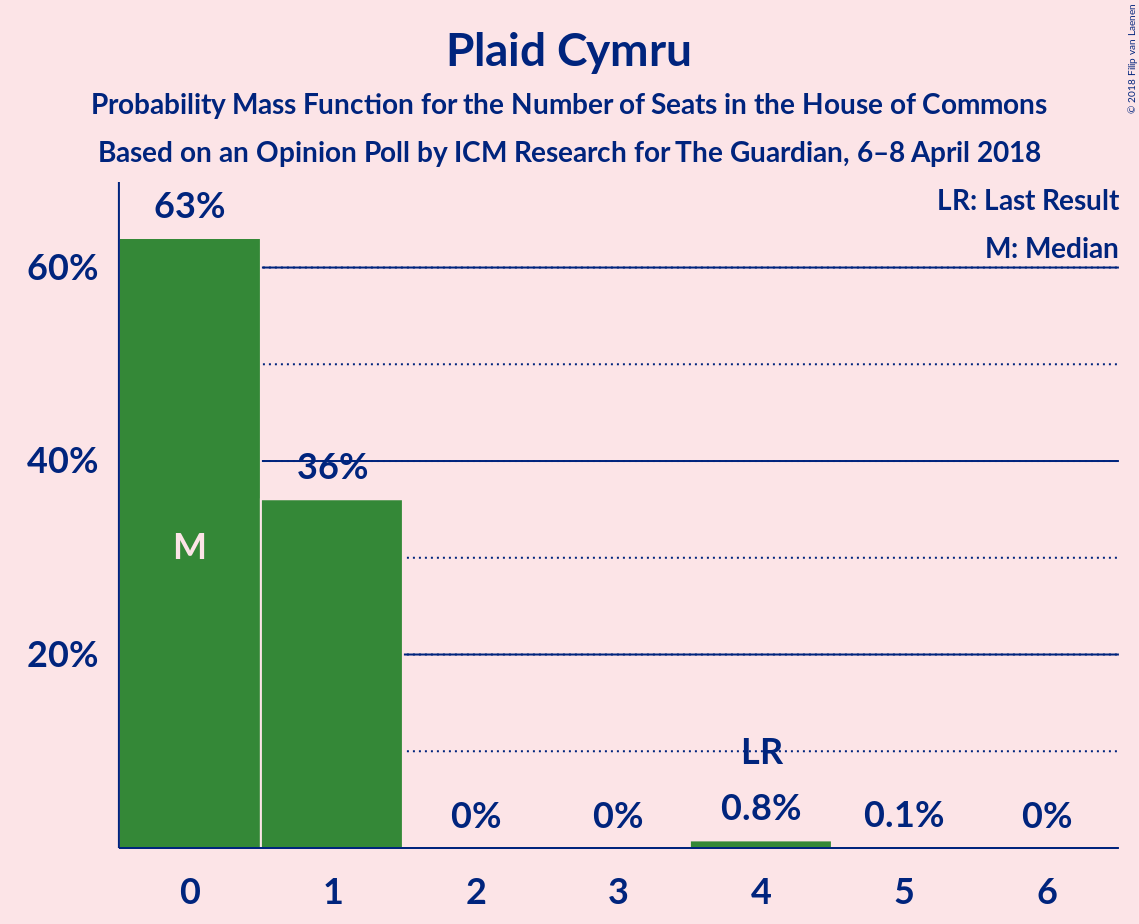 Plaid Cymru
Probability Mass Function for the Number of Seats in the House of Commons
Based on an Opinion Poll by ICM Research for The Guardian, 6–8 April 2018
© 2018 Filip van Laenen
LR: Last Result
M: Median
63%
60%
36%
40%
M
20%
LR
0%
0%
0.8%
0.1%
0%
0
1
2
3
4
5
6